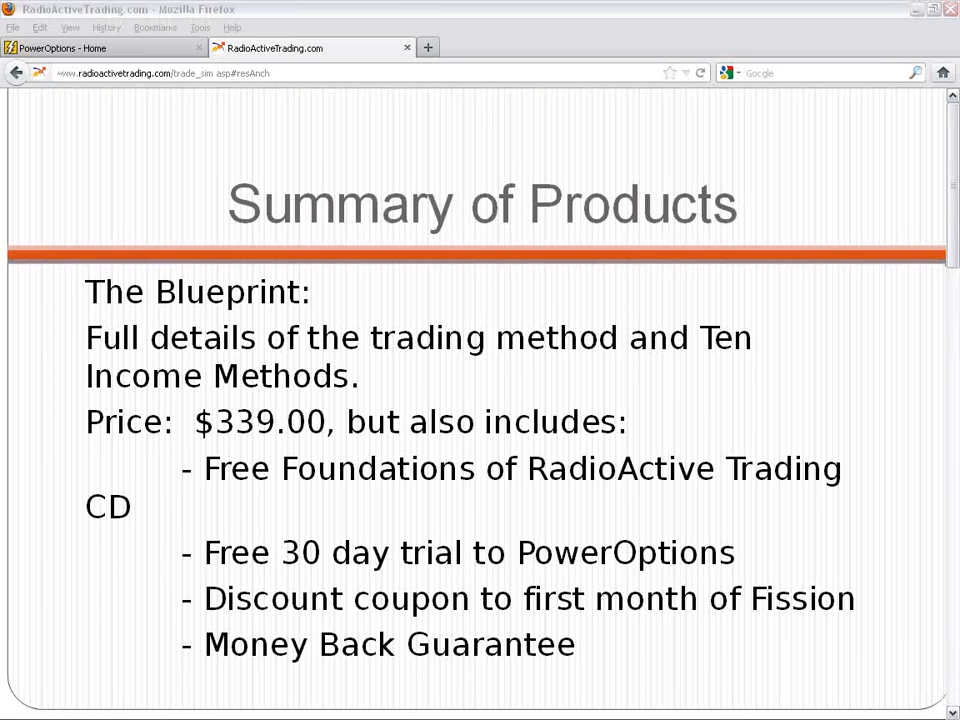 RadioActiveTrading.com - Mozilla Firefox
File Edit View History Bookmarks Tools Help
PowerOptions - Home
RadioActiveTrading.com
www.radioactivetrading.com/trade_sim asp#resAnch
Google
Summary of Products
The Blueprint:
Full details of the trading method and Ten
Income Methods.
Price: $339.00, but also includes:
- Free Foundations of RadioActive Trading
CD
- Free 30 day trial to PowerOptions
- Discount coupon to first month of Fission
- Money Back Guarantee